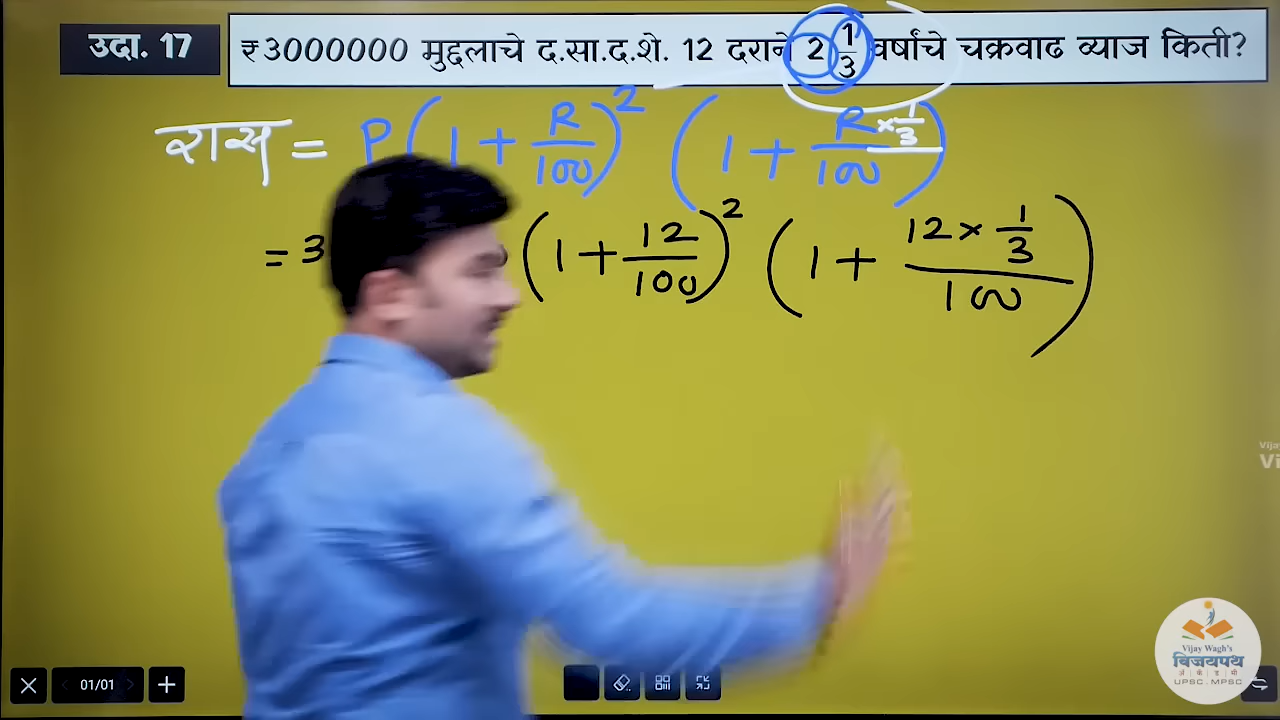 उदा. 17
₹3000000 मुद्दलाचे द.सा.द.शे. 12 दराने 2 1/3 वर्षांचे चक्रवाढ व्याज किती?
रास = P (1 + R/100)² (1 + R×1/3 /100)
= 3 (1 + 12/100)² (1 + 12 × 1/3 /100)
01/01
Vijay Wagh's
विजयपथ
UPSC.MPSC